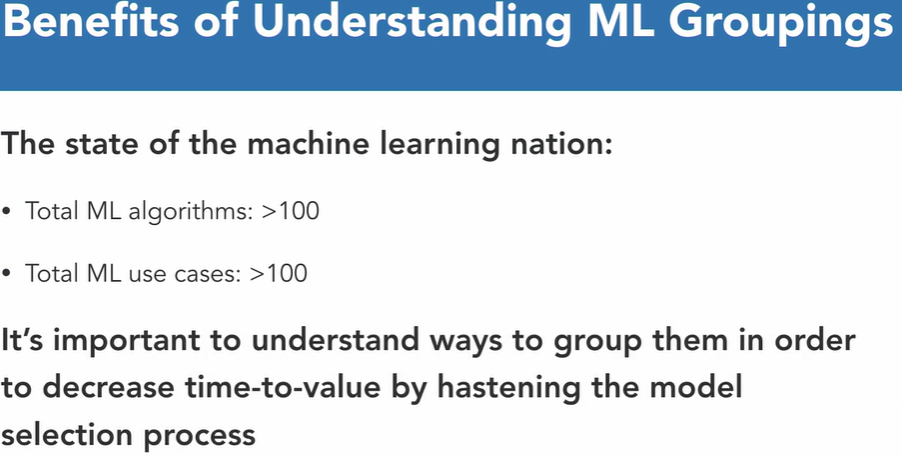 Benefits of Understanding ML Groupings
The state of the machine learning nation:
• Total ML algorithms: >100
• Total ML use cases: >100
It’s important to understand ways to group them in order
to decrease time-to-value by hastening the model
selection process